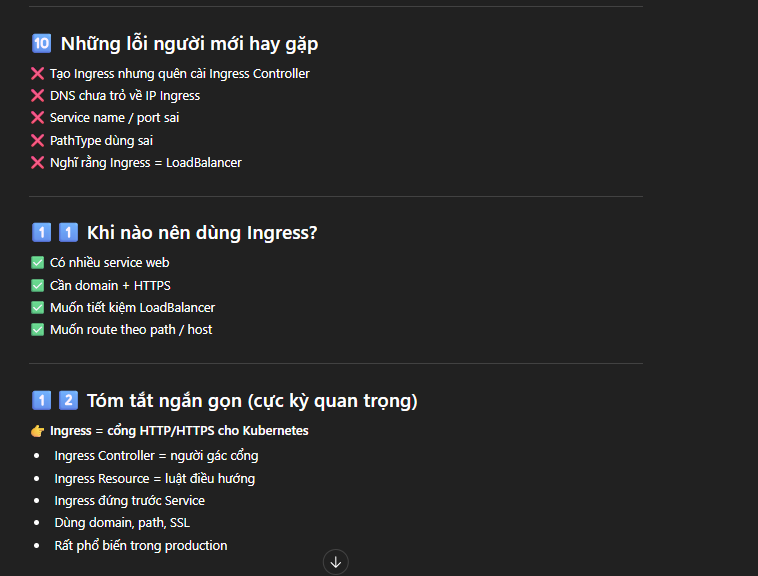 🔟 Những lỗi người mới hay gặp
❌ Tạo Ingress nhưng quên cài Ingress Controller
❌ DNS chưa trỏ về IP Ingress
❌ Service name / port sai
❌ PathType dùng sai
❌ Nghĩ rằng Ingress = LoadBalancer
1️⃣ 1️⃣ Khi nào nên dùng Ingress?
✅ Có nhiều service web
✅ Cần domain + HTTPS
✅ Muốn tiết kiệm LoadBalancer
✅ Muốn route theo path / host
1️⃣ 2️⃣ Tóm tắt ngắn gọn (cực kỳ quan trọng)
👉 Ingress = cổng HTTP/HTTPS cho Kubernetes
• Ingress Controller = người gác cổng
• Ingress Resource = luật điều hướng
• Ingress đứng trước Service
• Dùng domain, path, SSL
• Rất phổ biến trong production